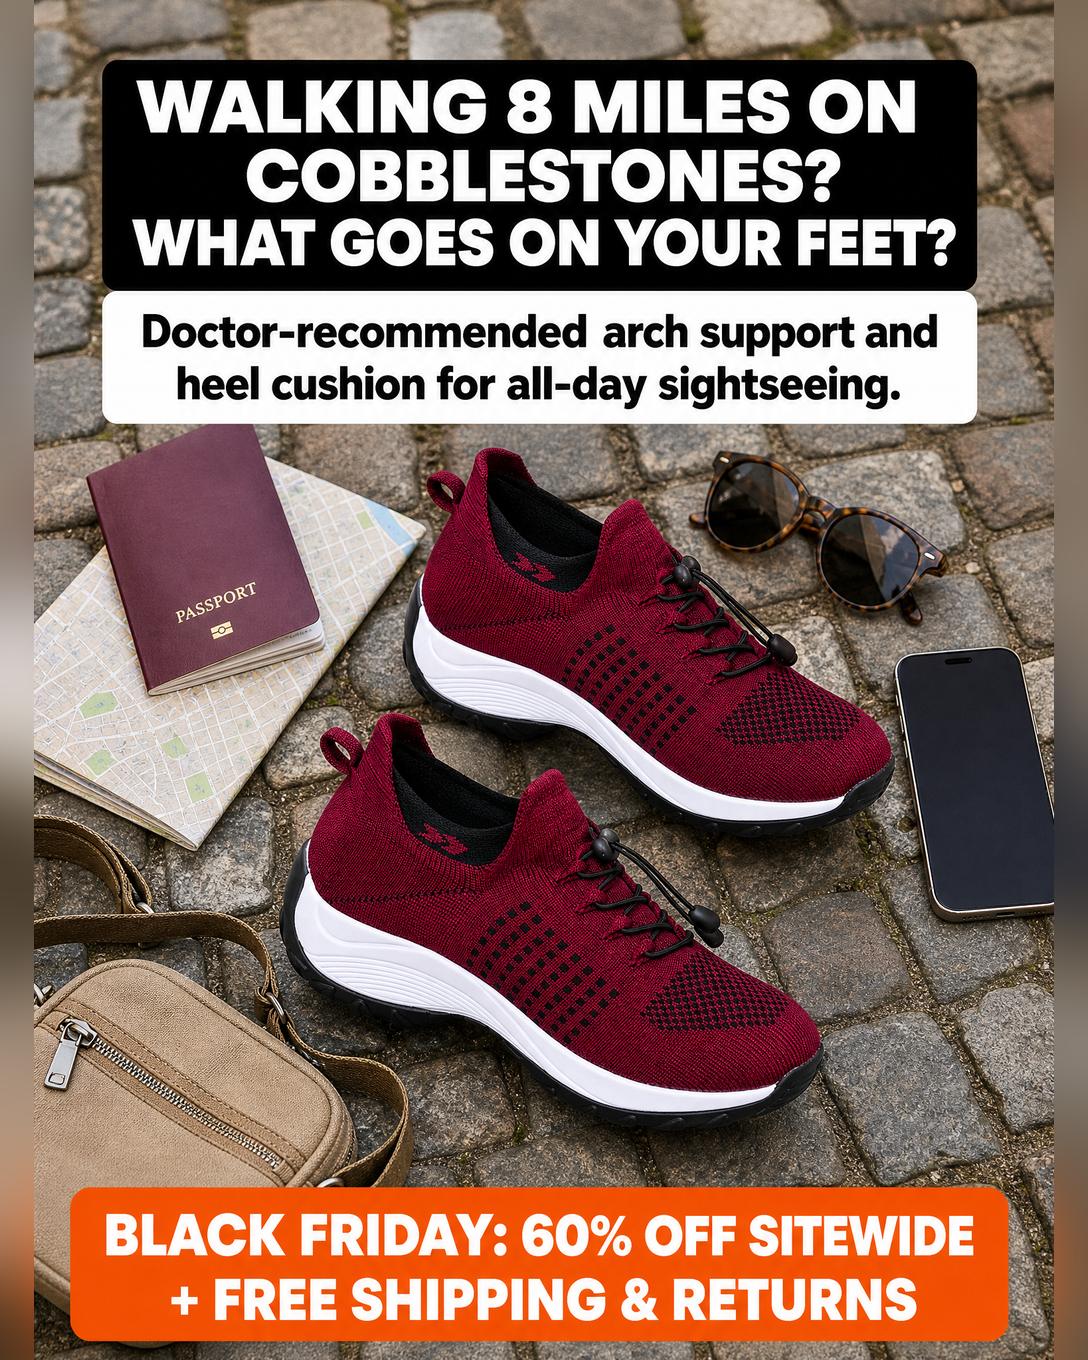 WALKING 8 MILES ON
COBBLESTONES?
WHAT GOES ON YOUR FEET?
Doctor-recommended arch support and
heel cushion for all-day sightseeing.
PASSPORT
BLACK FRIDAY: 60% OFF SITEWIDE
+ FREE SHIPPING & RETURNS